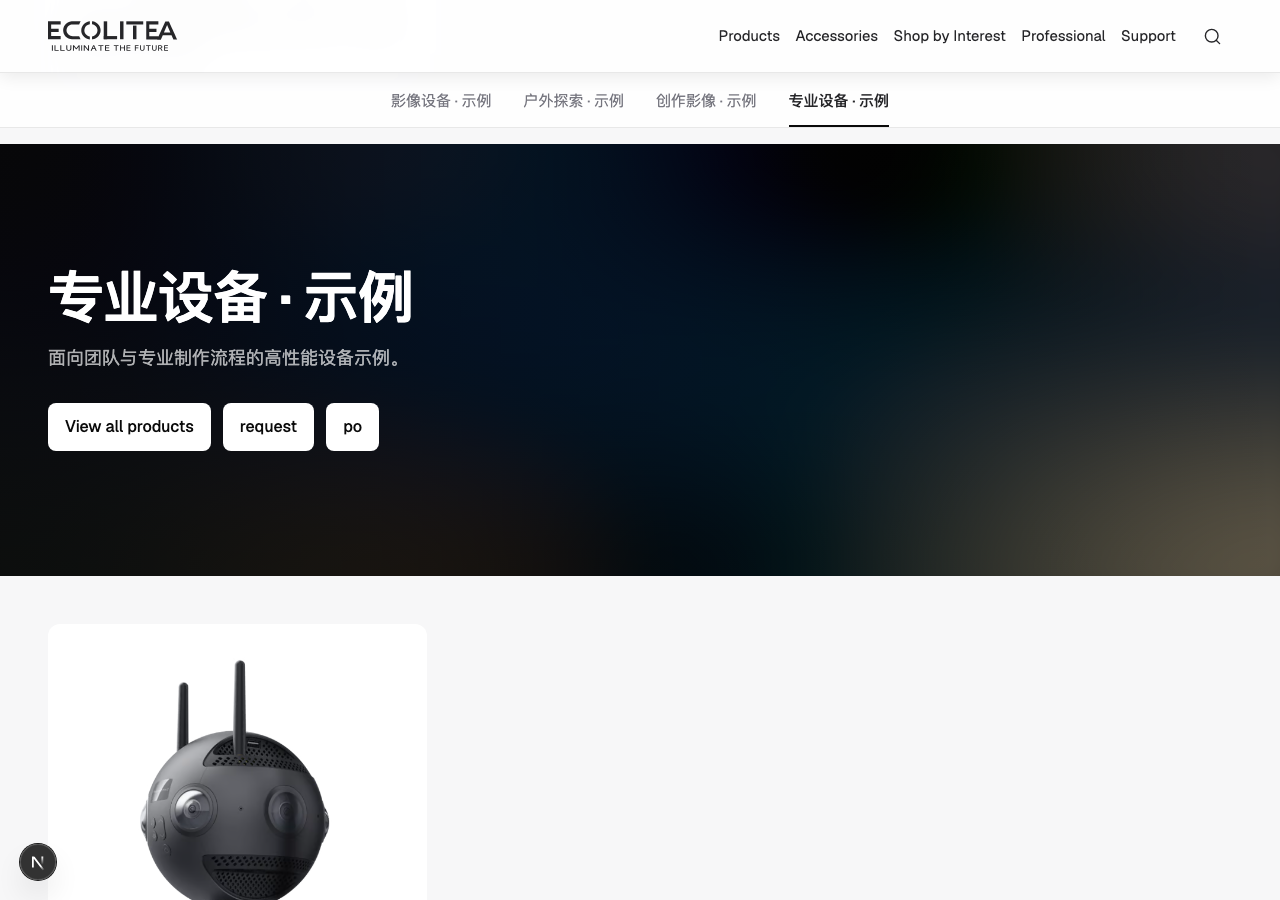 ECOLITEA
ILLUMINATE THE FUTURE
Products Accessories Shop by Interest Professional Support
影像设备 · 示例 户外探索 · 示例 创作影像 · 示例 专业设备 · 示例
专业设备 · 示例
面向团队与专业制作流程的高性能设备示例。
View all products request po
N